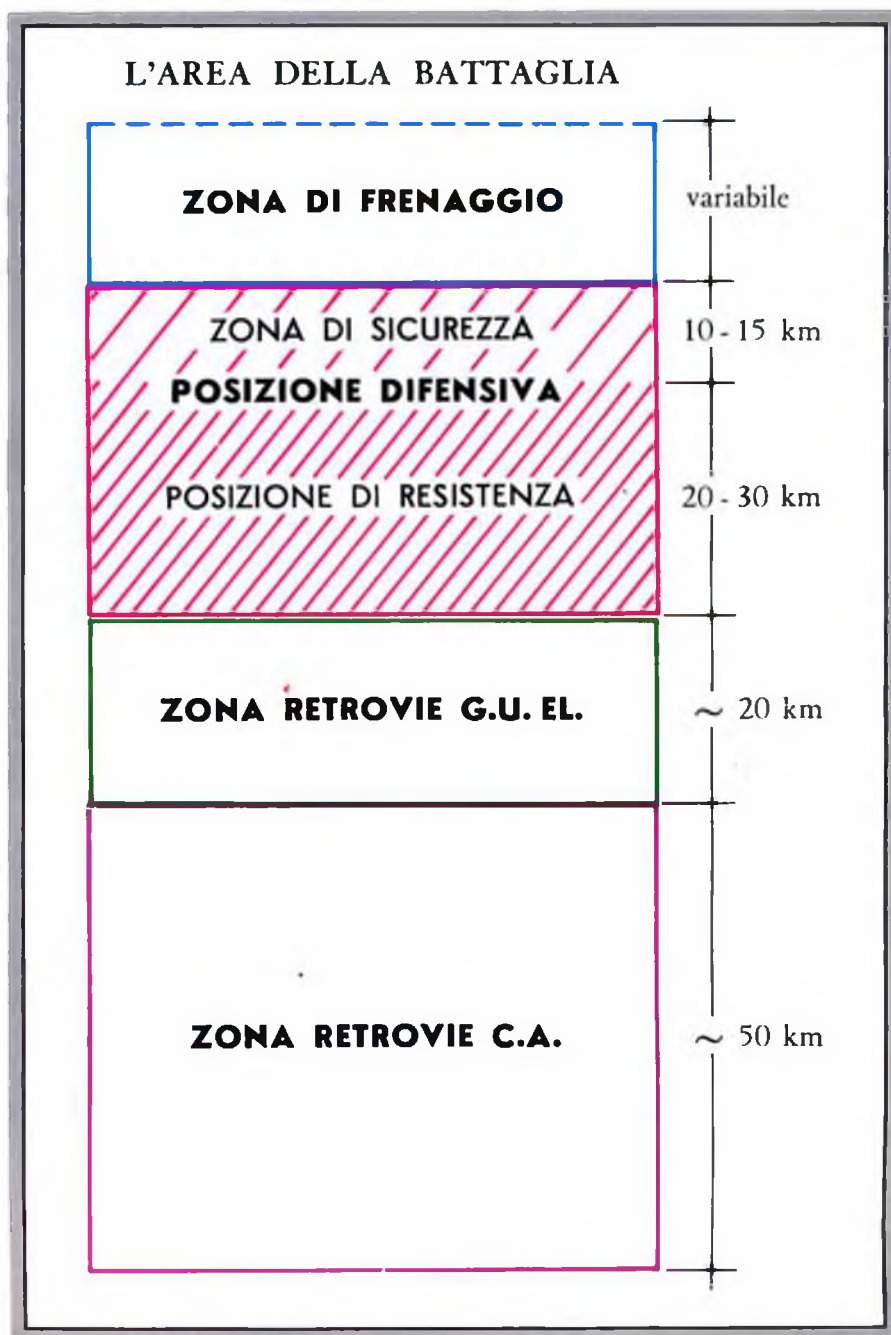 L'AREA DELLA BATTAGLIA
ZONA DI FRENAGGIO
variabile
ZONA DI SICUREZZA
10 - 15 km
POSIZIONE DIFENSIVA
POSIZIONE DI RESISTENZA
20 - 30 km
ZONA RETROVIE G.U. EL.
~ 20 km
ZONA RETROVIE C.A.
~ 50 km